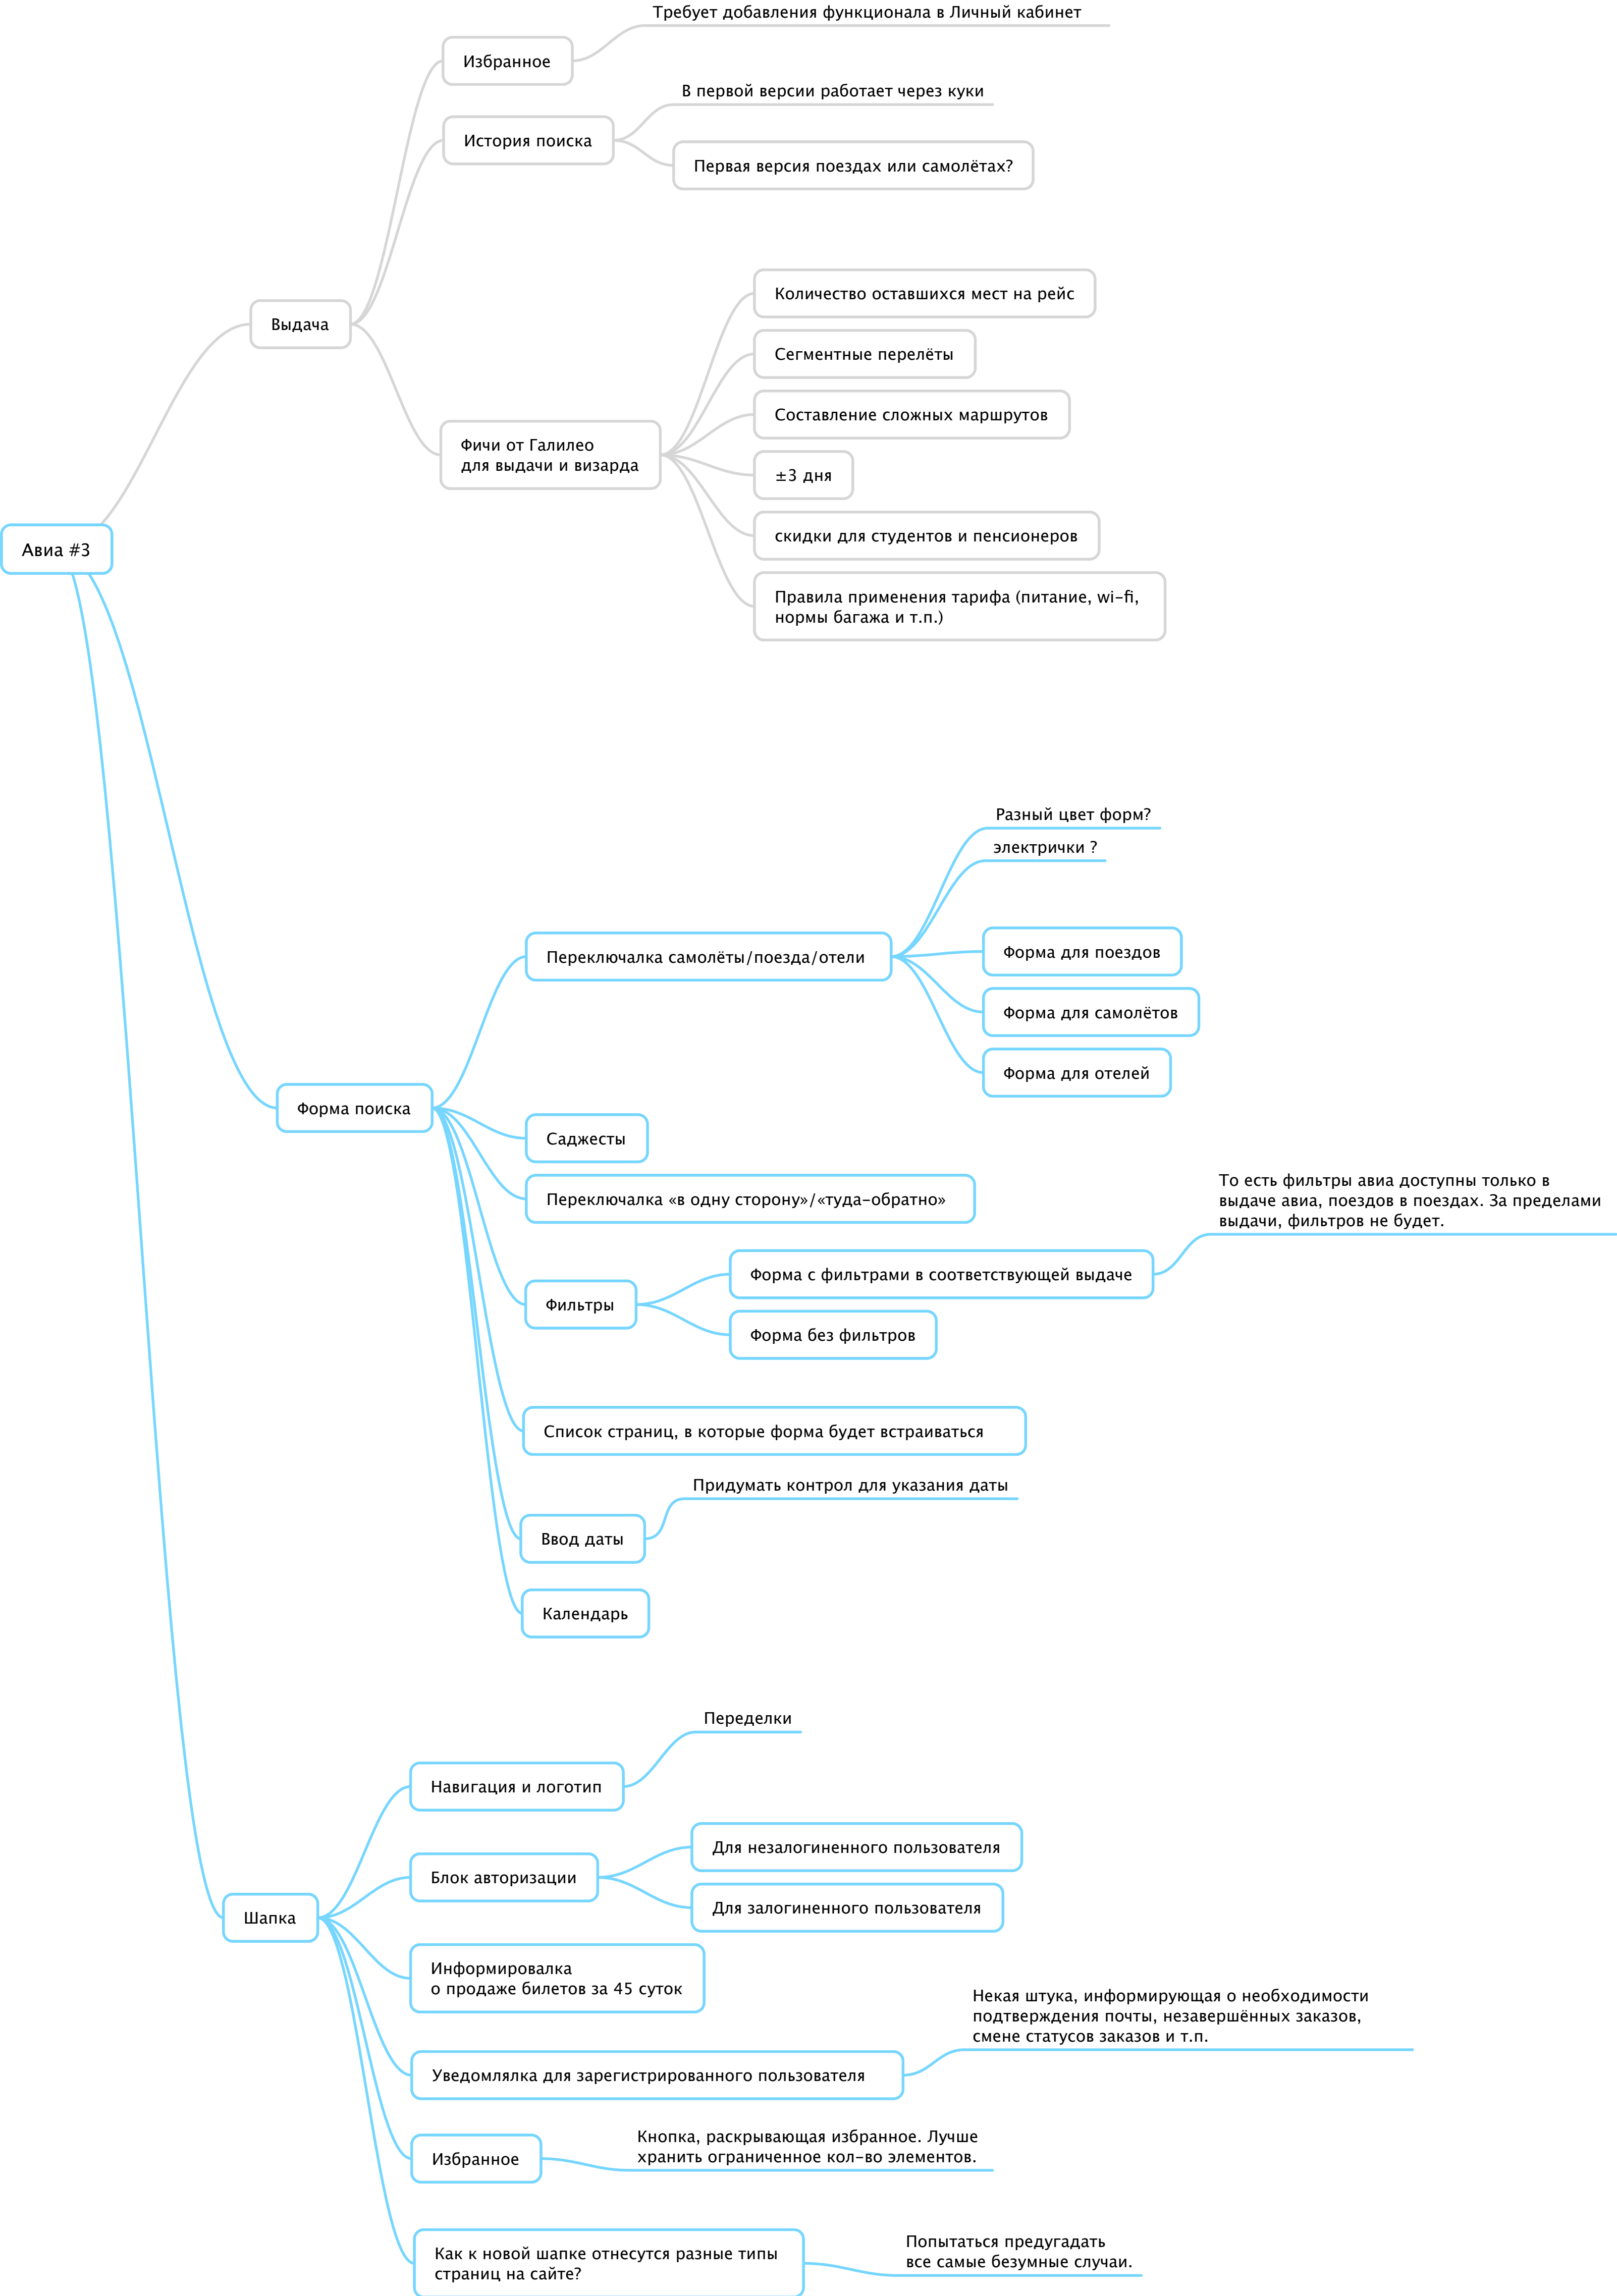 Требует добавления функционала в Личный кабинет
Избранное
В первой версии работает через куки
История поиска
Первая версия поездах или самолётах?
Количество оставшихся мест на рейс
Выдача
Сегментные перелёты
Составление сложных маршрутов
Фичи от Галилео
для выдачи и визарда
±3 дня
скидки для студентов и пенсионеров
Авиа #3
Правила применения тарифа (питание, wi-fi,
нормы багажа и т.п.)
Разный цвет форм?
электрички ?
Переключалка самолёты/поезда/отели
Форма для поездов
Форма для самолётов
Форма для отелей
Форма поиска
Саджесты
Переключалка «в одну сторону»/«туда-обратно»
То есть фильтры авиа доступны только в
выдаче авиа, поездов в поездах. За пределами
выдачи, фильтров не будет.
Форма с фильтрами в соответствующей выдаче
Фильтры
Форма без фильтров
Список страниц, в которые форма будет встраиваться
Придумать контрол для указания даты
Ввод даты
Календарь
Переделки
Навигация и логотип
Для незалогиненного пользователя
Блок авторизации
Для залогиненного пользователя
Шапка
Информировалка
о продаже билетов за 45 суток
Некая штука, информирующая о необходимости
подтверждения почты, незавершённых заказов,
смене статусов заказов и т.п.
Уведомлялка для зарегистрированного пользователя
Кнопка, раскрывающая избранное. Лучше
хранить ограниченное кол-во элементов.
Избранное
Попытаться предугадать
все самые безумные случаи.
Как к новой шапке отнесутся разные типы
страниц на сайте?